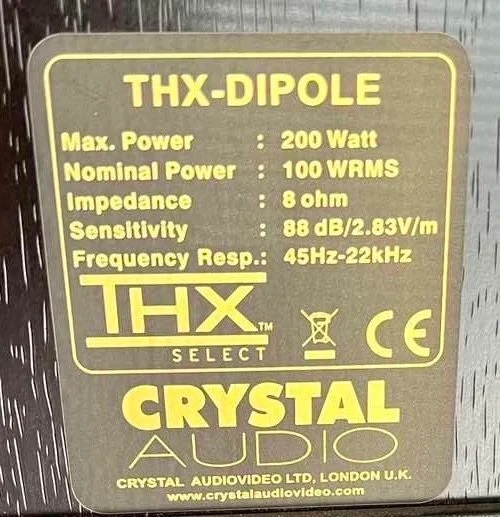 THX-DIPOLE
Max. Power : 200 Watt
Nominal Power : 100 WRMS
Impedance : 8 ohm
Sensitivity : 88 dB/2.83V/m
Frequency Resp.: 45Hz-22kHz
THX™
SELECT
CE
CRYSTAL
AUDIO
CRYSTAL AUDIOVIDEO LTD, LONDON U.K.
www.crystalaudiovideo.com